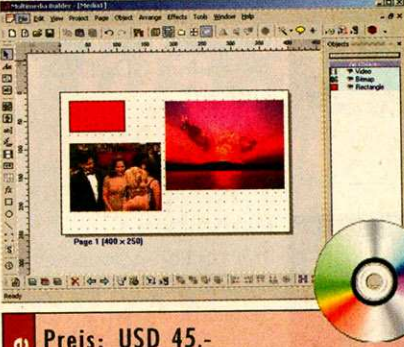 Multimedia Builder - [Media1]
File Edit View Project Page Object Arrange Effects Tools Window Help
Objects
Video
Bitmap
Rectangle
Page 1 (400 x 250)
Ready
Preis: USD 45.-